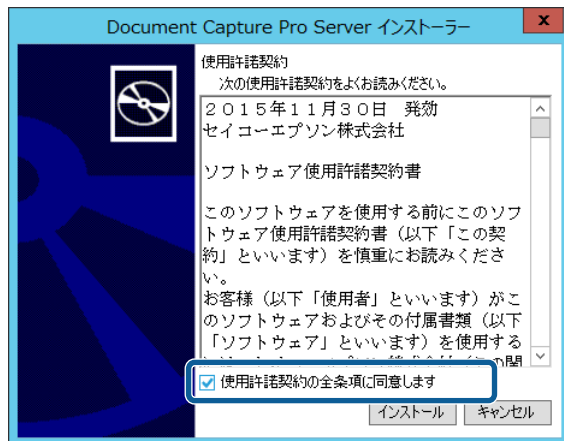 Document Capture Pro Server インストーラー
使用許諾契約
次の使用許諾契約をよくお読みください。
2015年11月30日 発効
セイコーエプソン株式会社
ソフトウェア使用許諾契約書
このソフトウェアを使用する前にこのソフ
トウェア使用許諾契約書（以下「この契
約」といいます）を慎重にお読みくださ
い。
お客様（以下「使用者」といいます）がこ
のソフトウェアおよびその付属書類（以下
「ソフトウェア」といいます）を使用する
使用許諾契約の全条項に同意します
インストール キャンセル